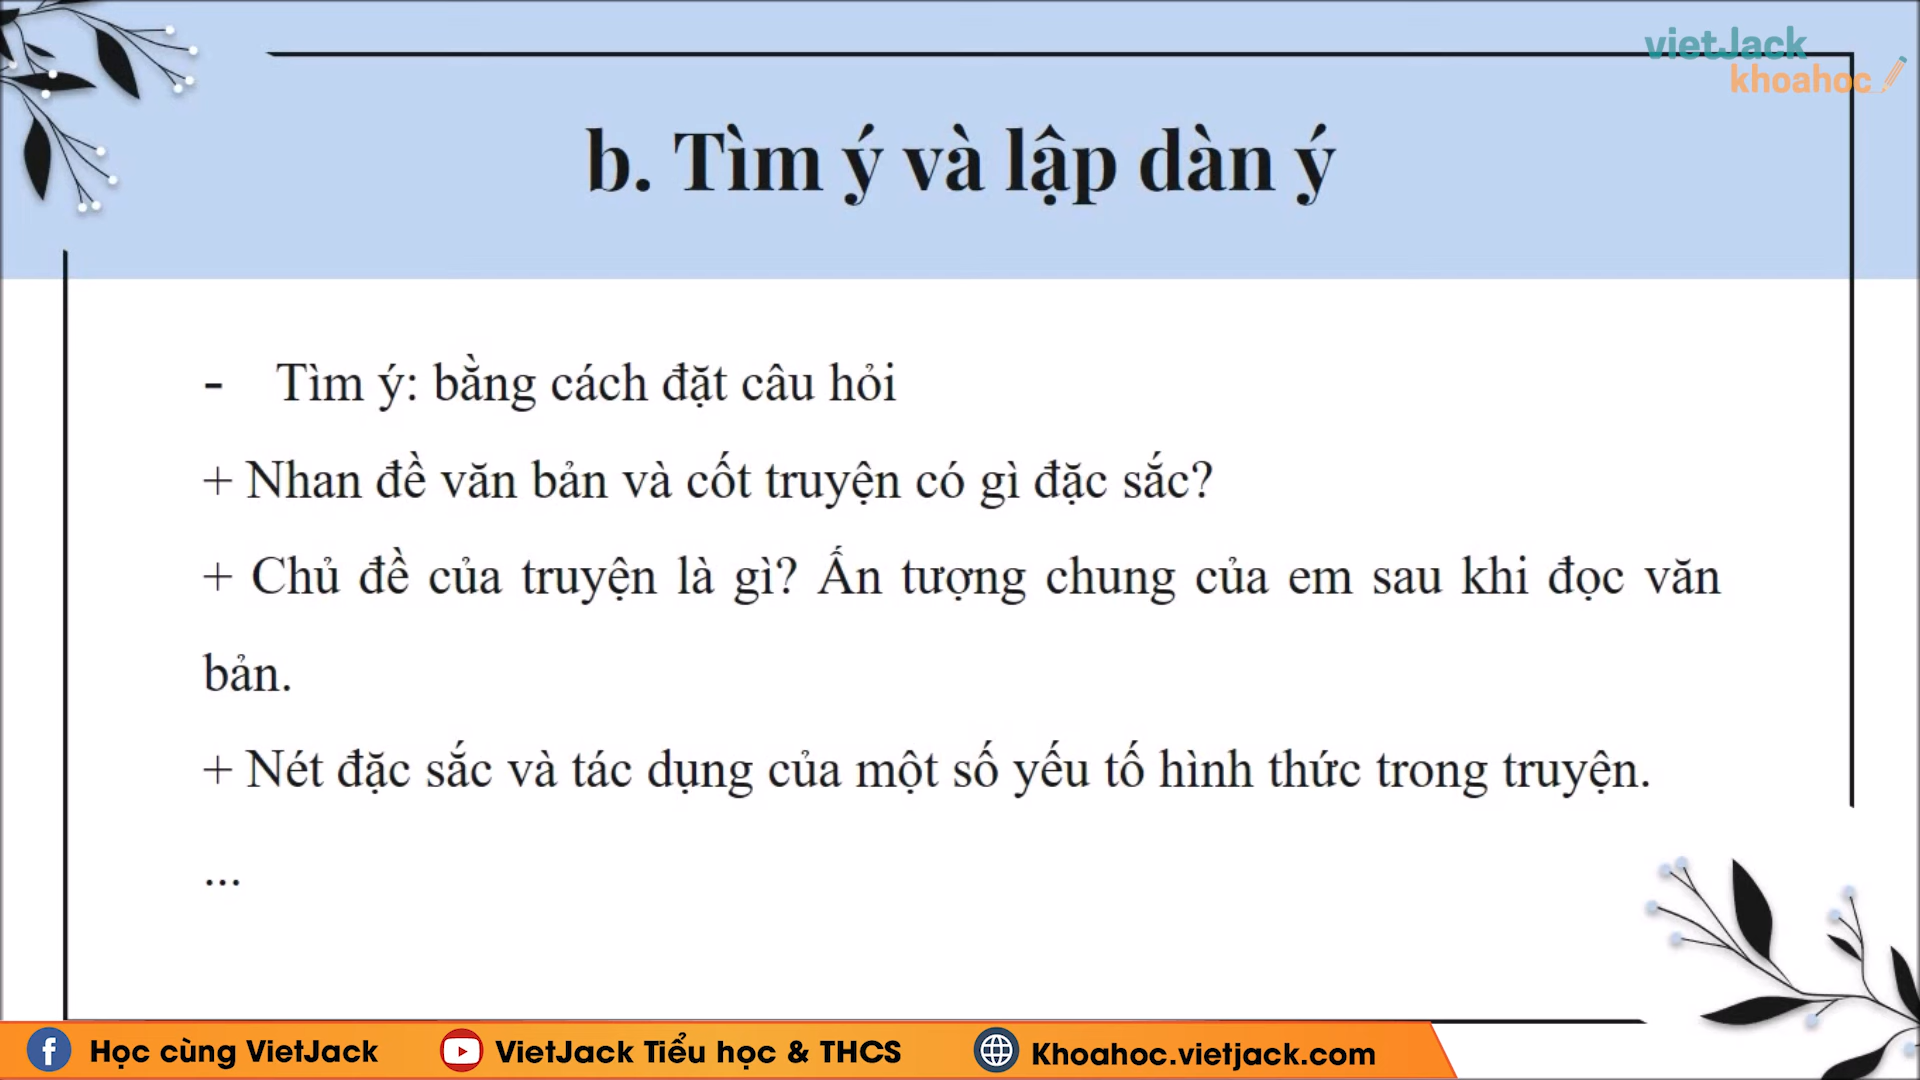 vietJack
khoahoc
b. Tìm ý và lập dàn ý
- Tìm ý: bằng cách đặt câu hỏi
+ Nhan đề văn bản và cốt truyện có gì đặc sắc?
+ Chủ đề của truyện là gì? Ấn tượng chung của em sau khi đọc văn
bản.
+ Nét đặc sắc và tác dụng của một số yếu tố hình thức trong truyện.
...
Học cùng VietJack
VietJack Tiểu học & THCS
Khoahoc.vietjack.com